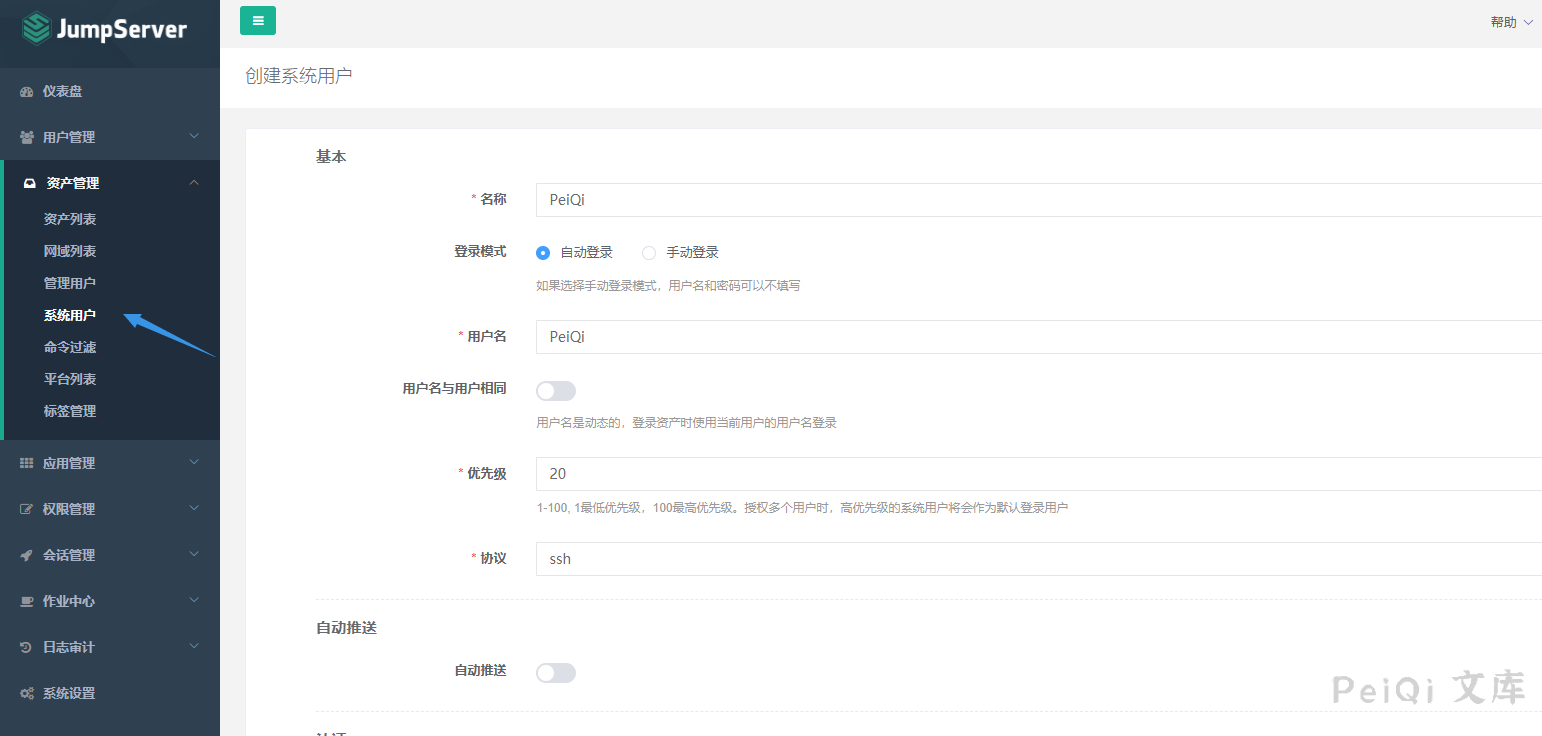 JumpServer
帮助
仪表盘
用户管理
资产管理
资产列表
网域列表
管理用户
系统用户
命令过滤
平台列表
标签管理
应用管理
权限管理
会话管理
作业中心
日志审计
系统设置
创建系统用户
基本
* 名称 PeiQi
登录模式 自动登录 手动登录
如果选择手动登录模式，用户名和密码可以不填写
* 用户名 PeiQi
用户名与用户相同
用户名是动态的，登录资产时使用当前用户的用户名登录
* 优先级 20
1-100, 1最低优先级，100最高优先级。授权多个用户时，高优先级的系统用户将会作为默认登录用户
* 协议 ssh
自动推送
自动推送
PeiQi 文库